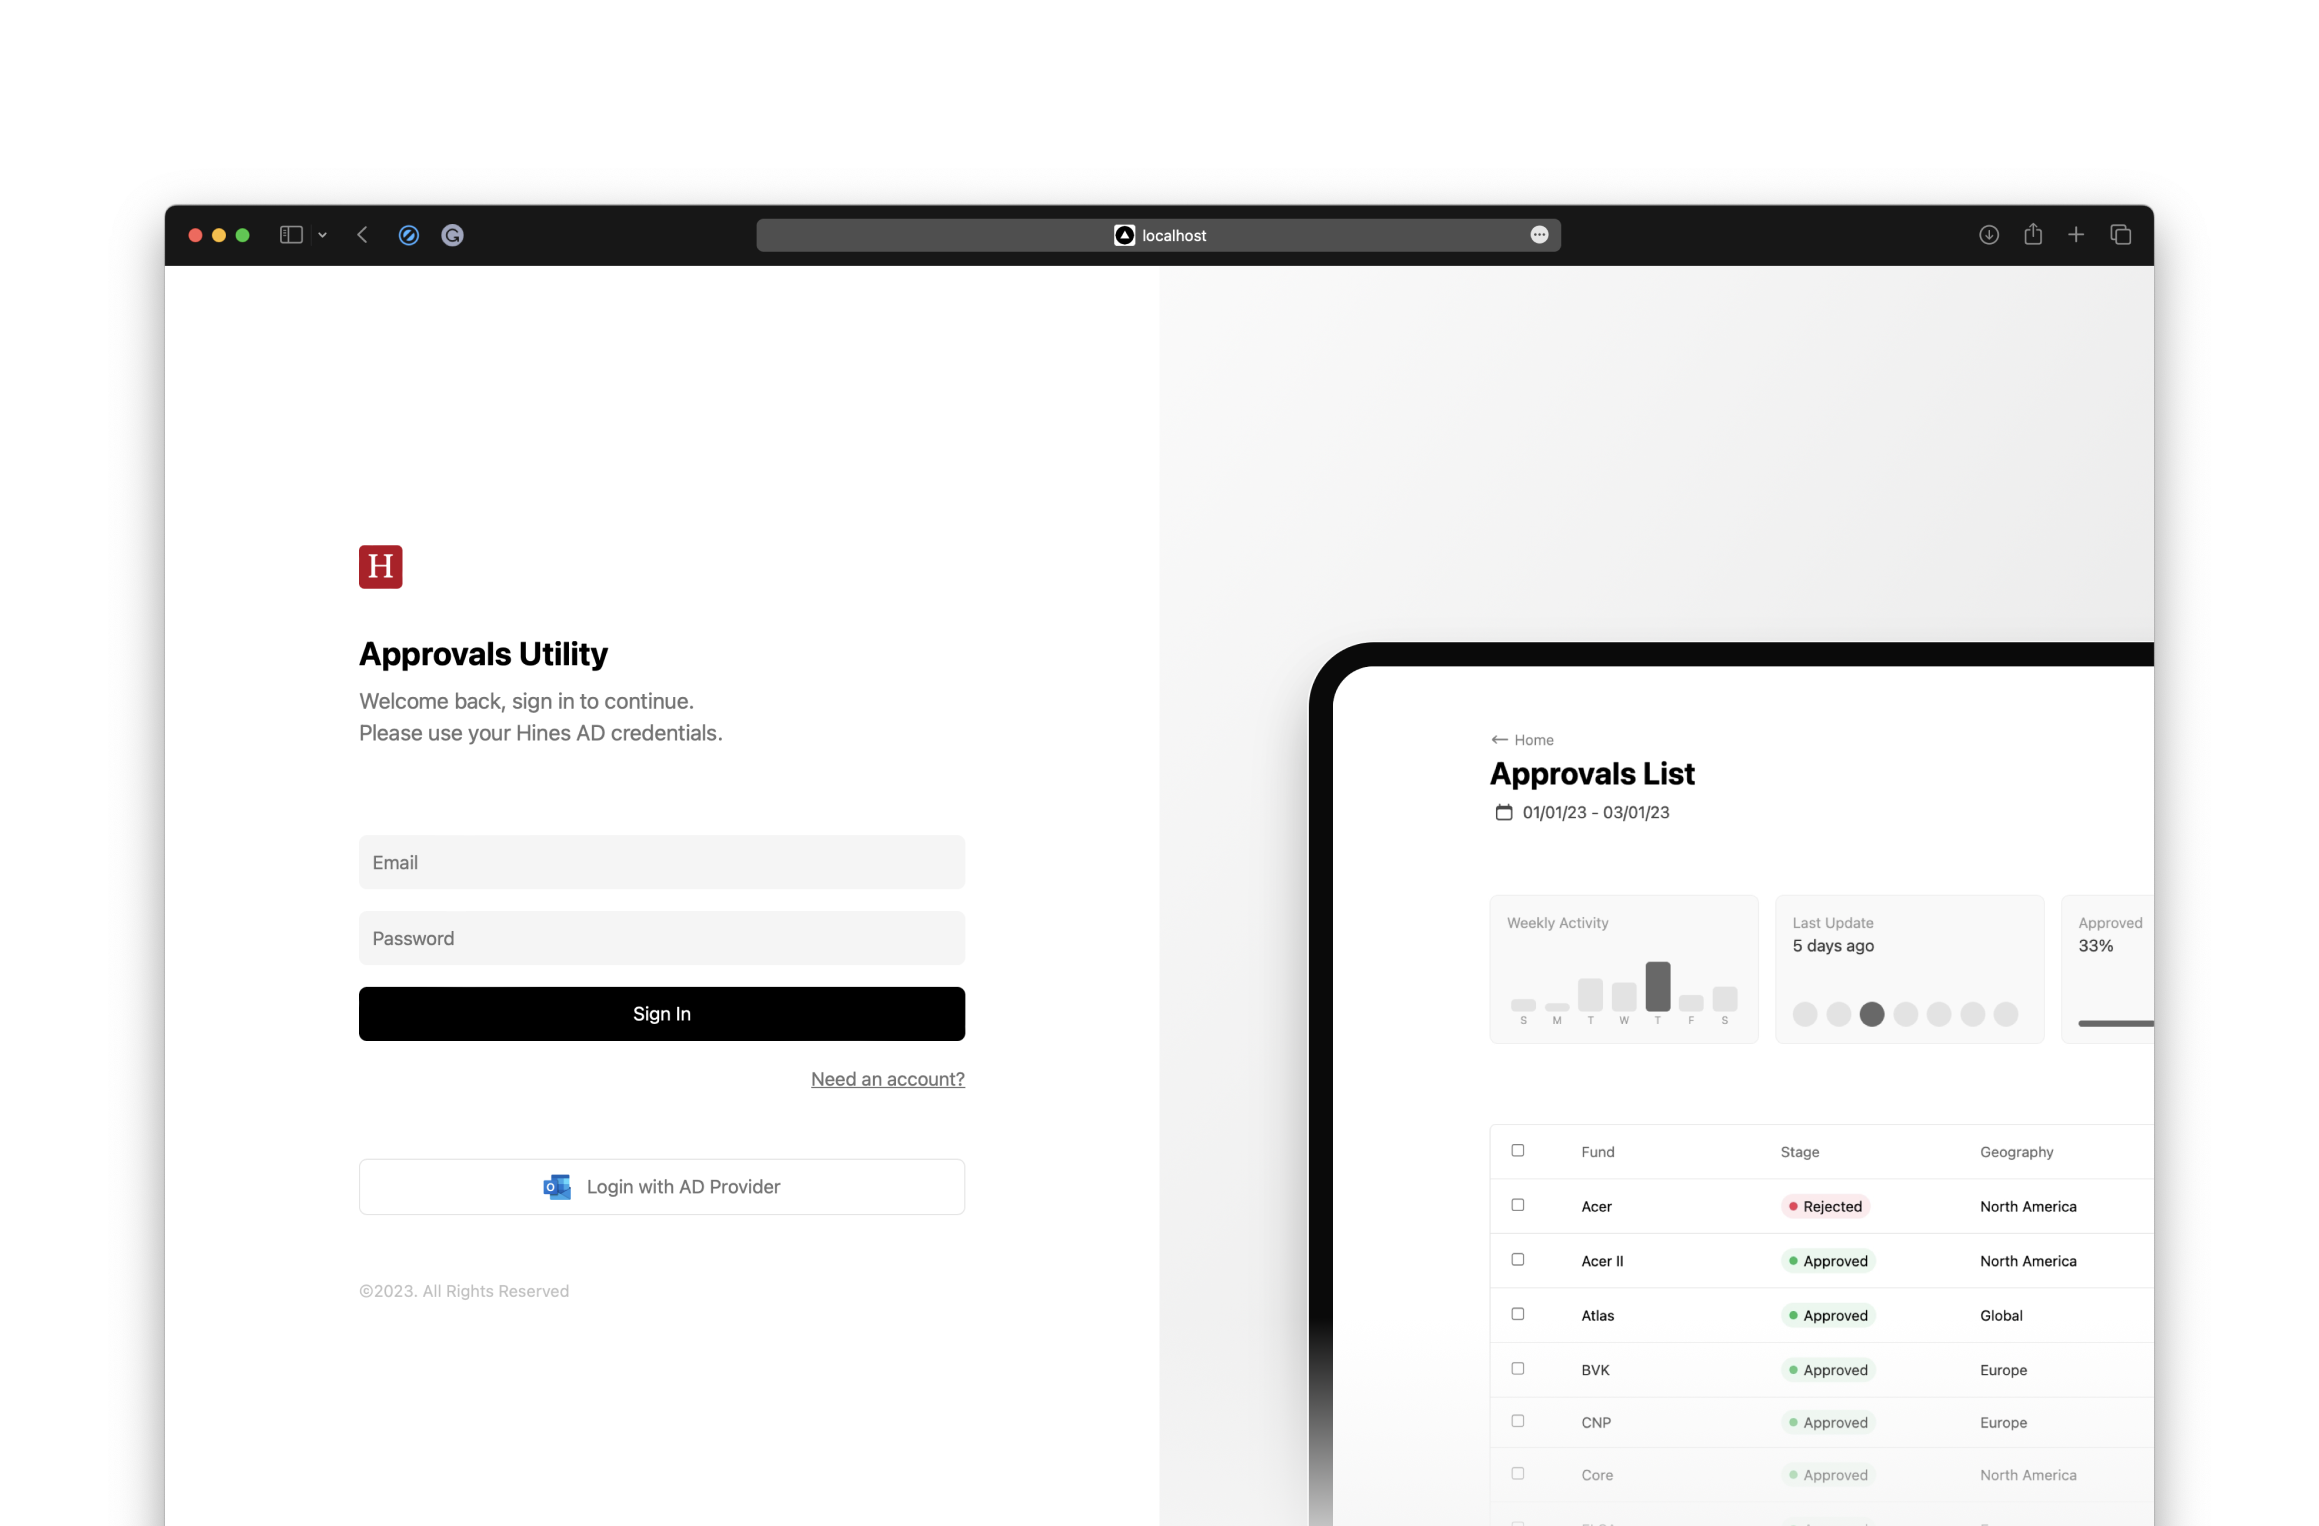 localhost
H
Approvals Utility
Welcome back, sign in to continue.
Please use your Hines AD credentials.
Email
Password
Sign In
Need an account?
Login with AD Provider
©2023. All Rights Reserved
Home
Approvals List
01/01/23 - 03/01/23
Weekly Activity
S M T W T F S
Last Update
5 days ago
Approved
33%
Fund Stage Geography
Acer Rejected North America
Acer II Approved North America
Atlas Approved Global
BVK Approved Europe
CNP Approved Europe
Core Approved North America